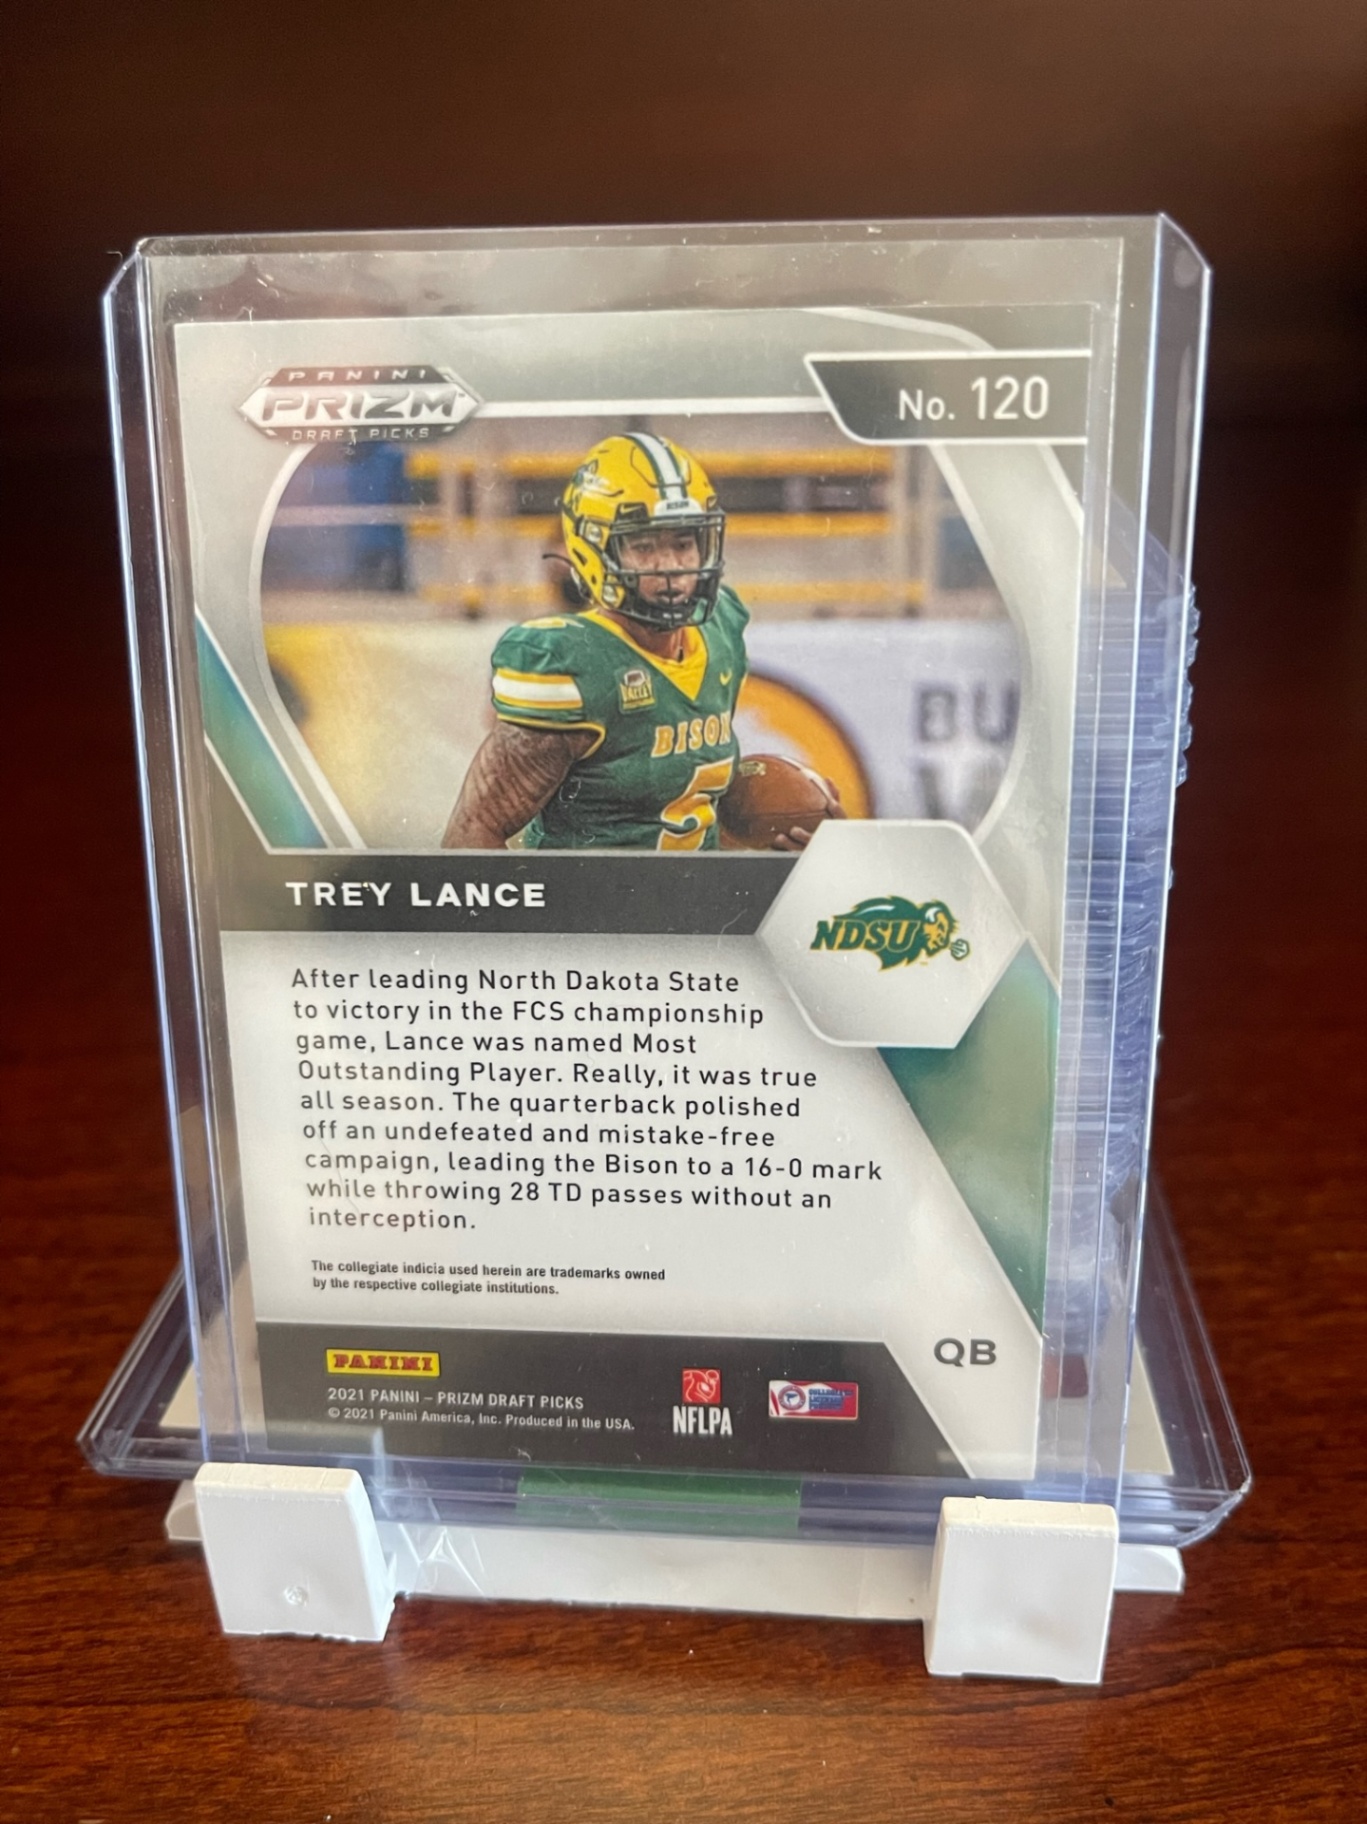 PANINI
PRIZM
DRAFT PICKS
No. 120
BISON
VALLEY
BISON
5
BU
TREY LANCE
NDSU
After leading North Dakota State
to victory in the FCS championship
game, Lance was named Most
Outstanding Player. Really, it was true
all season. The quarterback polished
off an undefeated and mistake-free
campaign, leading the Bison to a 16-0 mark
while throwing 28 TD passes without an
interception.
The collegiate indicia used herein are trademarks owned
by the respective collegiate institutions.
QB
PANINI
2021 PANINI – PRIZM DRAFT PICKS
© 2021 Panini America, Inc. Produced in the USA.
NFLPA